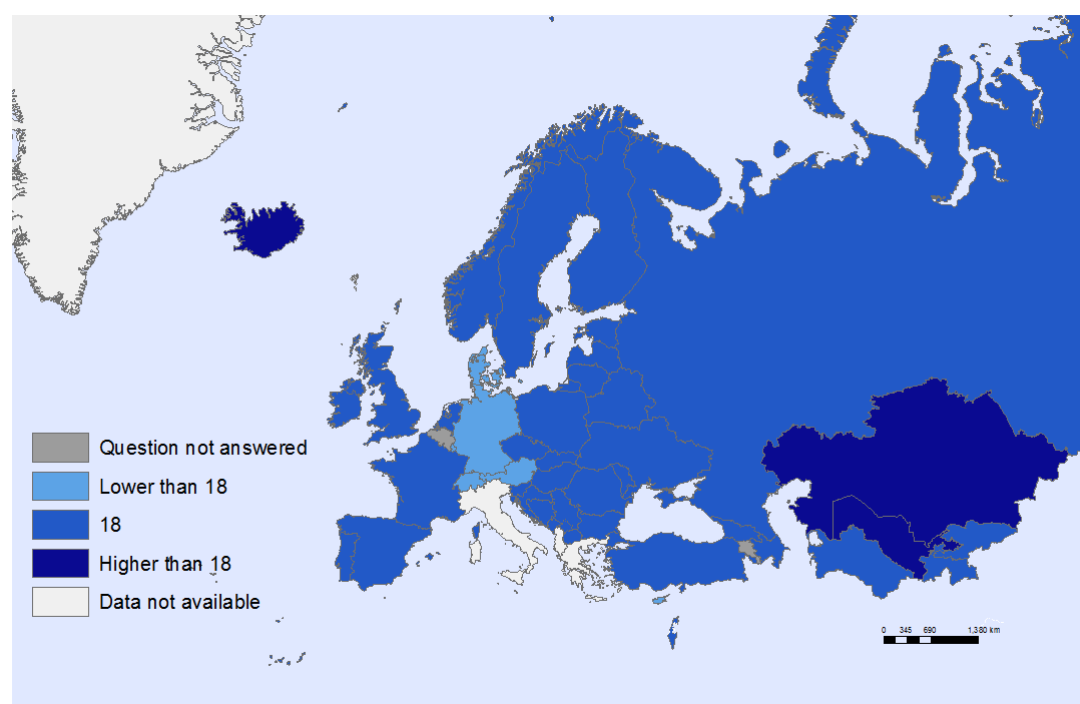 Question not answered
Lower than 18
18
Higher than 18
Data not available
0 345 690 1,380 km